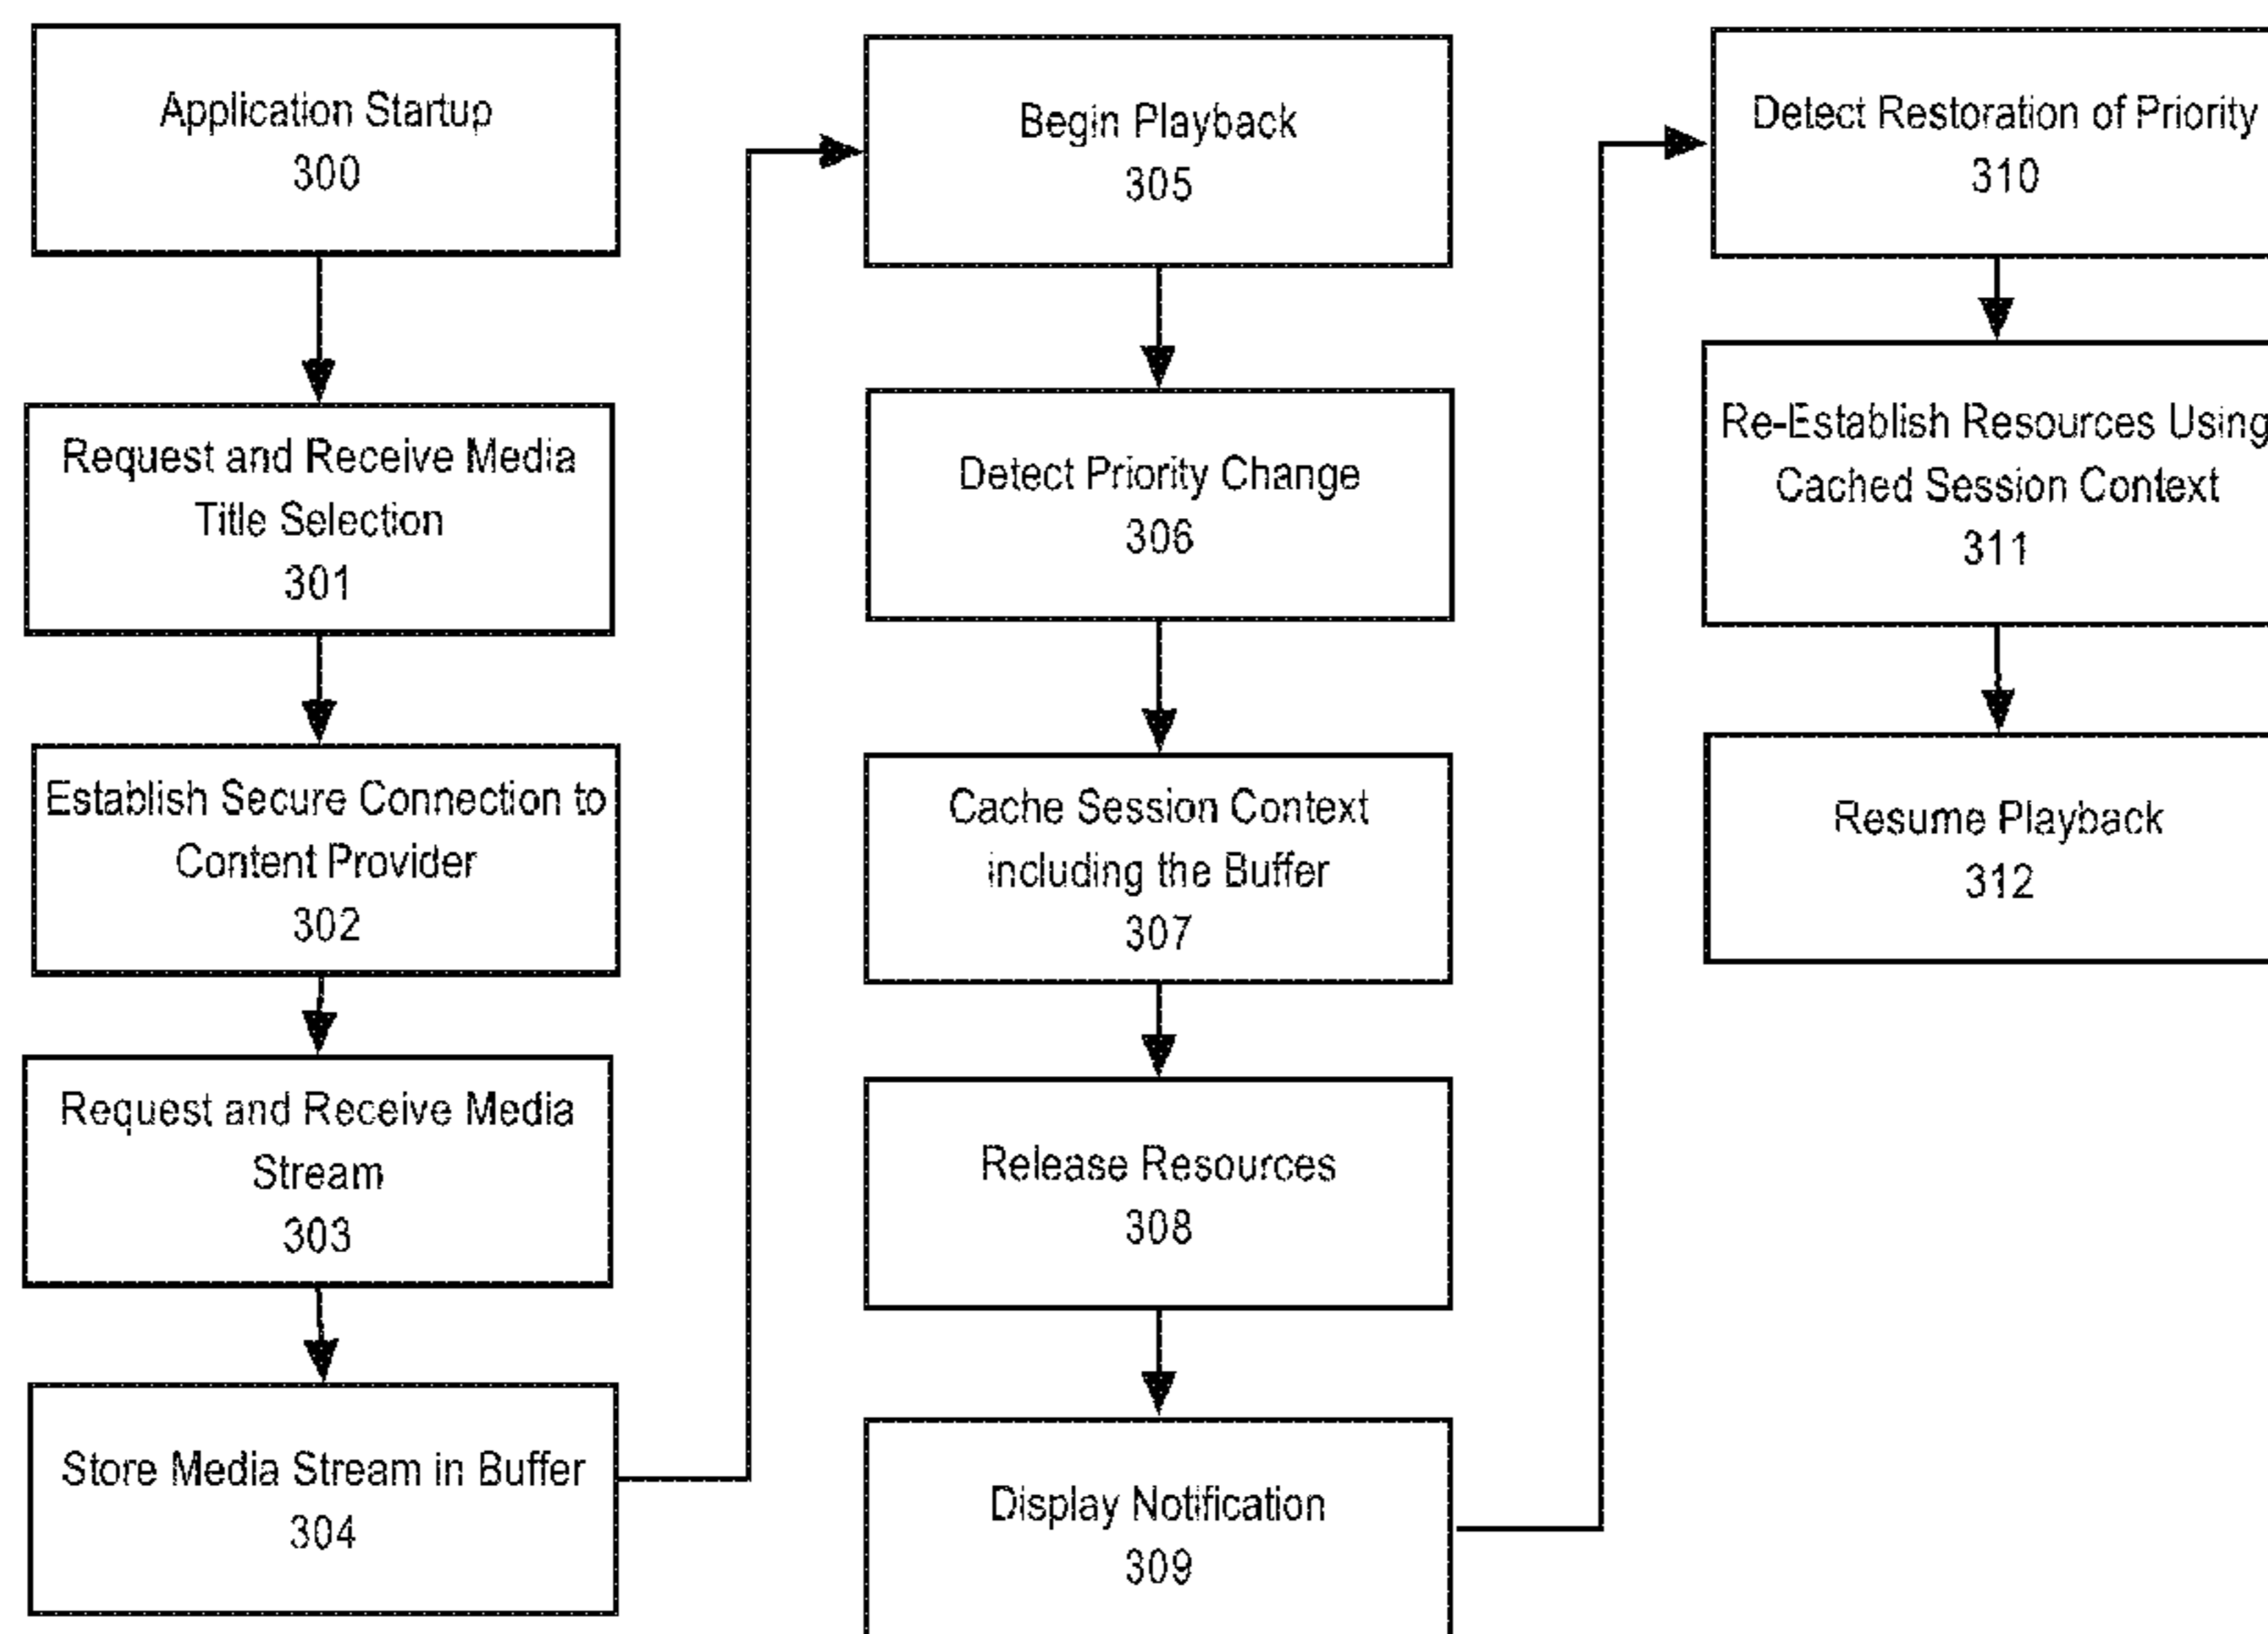 Application Startup
300
Request and Receive Media
Title Selection
301
Establish Secure Connection to
Content Provider
302
Request and Receive Media
Stream
303
Store Media Stream in Buffer
304
Begin Playback
305
Detect Priority Change
306
Cache Session Context
including the Buffer
307
Release Resources
308
Display Notification
309
Detect Restoration of Priority
310
Re-Establish Resources Using
Cached Session Context
311
Resume Playback
312